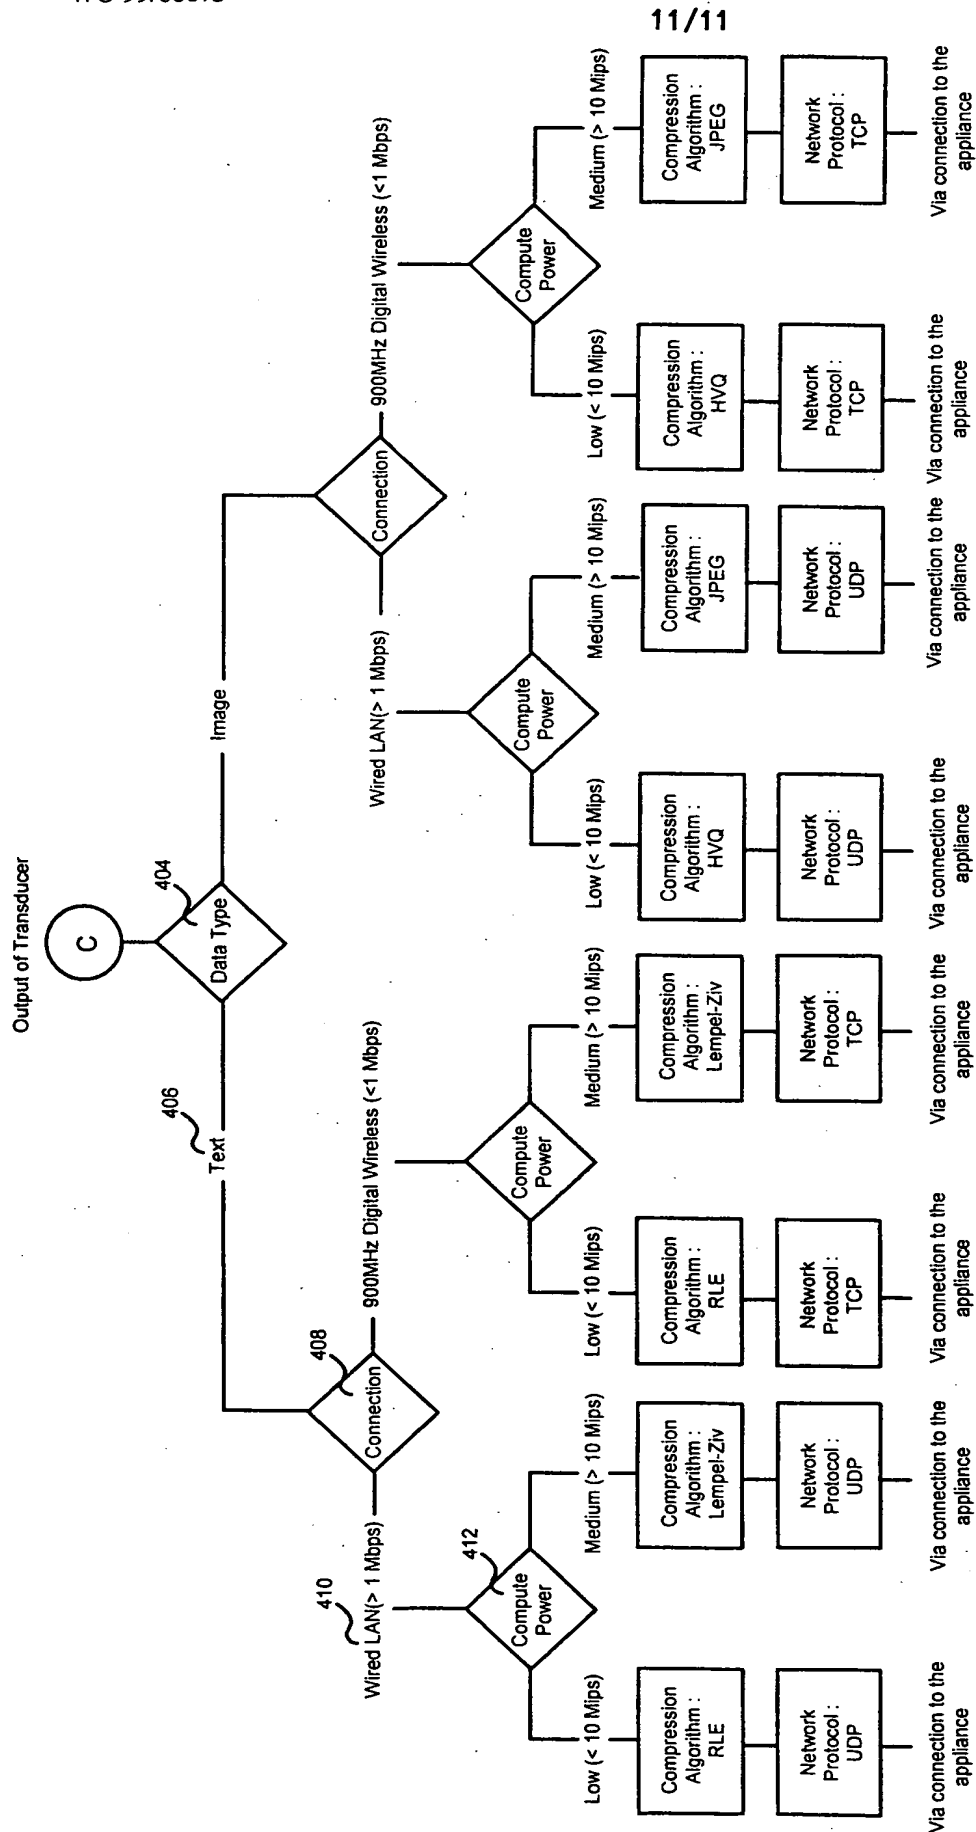 11/11
Output of Transducer
C
404
Data Type
406
Text
Image
408
Connection
Connection
410
Wired LAN(> 1 Mbps)
900MHz Digital Wireless (<1 Mbps)
Wired LAN(> 1 Mbps)
900MHz Digital Wireless (<1 Mbps)
412
Compute
Power
Compute
Power
Compute
Power
Compute
Power
Low (< 10 Mips)
Medium (> 10 Mips)
Low (< 10 Mips)
Medium (> 10 Mips)
Low (< 10 Mips)
Medium (> 10 Mips)
Low (< 10 Mips)
Medium (> 10 Mips)
Compression
Algorithm :
RLE
Compression
Algorithm :
Lempel-Ziv
Compression
Algorithm :
RLE
Compression
Algorithm :
Lempel-Ziv
Compression
Algorithm :
HVQ
Compression
Algorithm :
JPEG
Compression
Algorithm :
HVQ
Compression
Algorithm :
JPEG
Network
Protocol :
UDP
Network
Protocol :
UDP
Network
Protocol :
TCP
Network
Protocol :
TCP
Network
Protocol :
UDP
Network
Protocol :
UDP
Network
Protocol :
TCP
Network
Protocol :
TCP
Via connection to the
appliance
Via connection to the
appliance
Via connection to the
appliance
Via connection to the
appliance
Via connection to the
appliance
Via connection to the
appliance
Via connection to the
appliance
Via connection to the
appliance